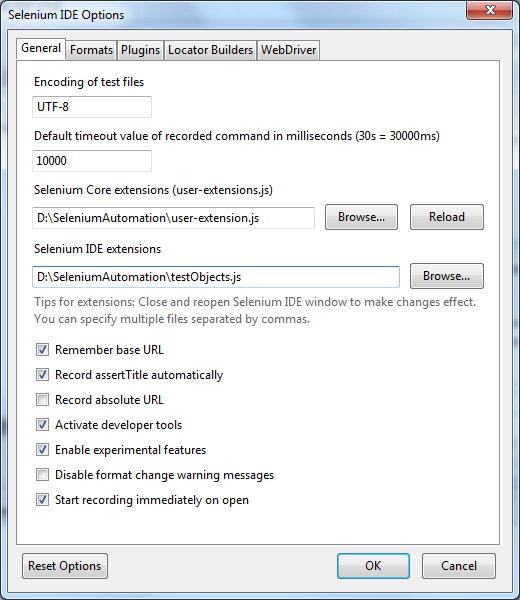 Selenium IDE Options
General Formats Plugins Locator Builders WebDriver
Encoding of test files
UTF-8
Default timeout value of recorded command in milliseconds (30s = 30000ms)
10000
Selenium Core extensions (user-extensions.js)
D:\SeleniumAutomation\user-extension.js Browse... Reload
Selenium IDE extensions
D:\SeleniumAutomation\testObjects.js Browse...
Tips for extensions: Close and reopen Selenium IDE window to make changes effect.
You can specify multiple files separated by commas.
Remember base URL
Record assertTitle automatically
Record absolute URL
Activate developer tools
Enable experimental features
Disable format change warning messages
Start recording immediately on open
Reset Options OK Cancel